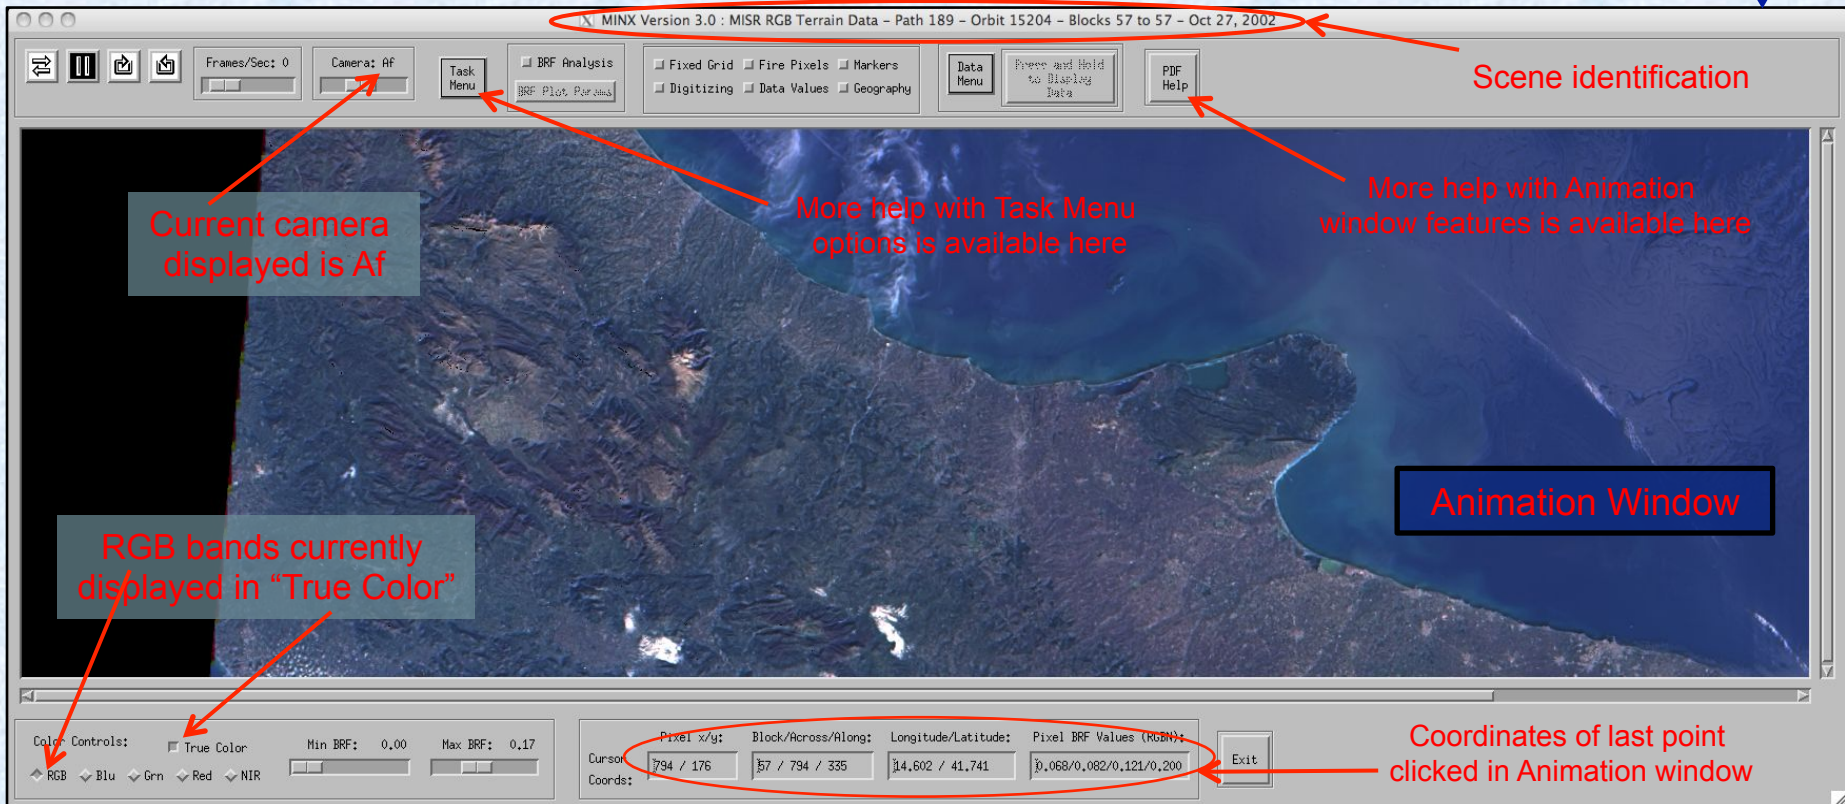 MINX Version 3.0 : MISR RGB Terrain Data – Path 189 – Orbit 15204 – Blocks 57 to 57 – Oct 27, 2002
Scene identification
Frames/Sec: 0
Camera: Af
Task
Menu
BRF Analysis
BRF Plot Params
Fixed Grid
Fire Pixels
Markers
Digitizing
Data Values
Geography
Data
Menu
Press and Hold
to Display
Data
PDF
Help
Current camera
displayed is Af
More help with Task Menu
options is available here
More help with Animation
window features is available here
Animation Window
RGB bands currently
displayed in “True Color”
Color Controls:
True Color
RGB
Blu
Grn
Red
NIR
Min BRF: 0.00
Max BRF: 0.17
Cursor
Coords:
Pixel x/y:
794 / 176
Block/Across/Along:
57 / 794 / 335
Longitude/Latitude:
14.602 / 41.741
Pixel BRF Values (RGBN):
0.068/0.082/0.121/0.200
Exit
Coordinates of last point
clicked in Animation window